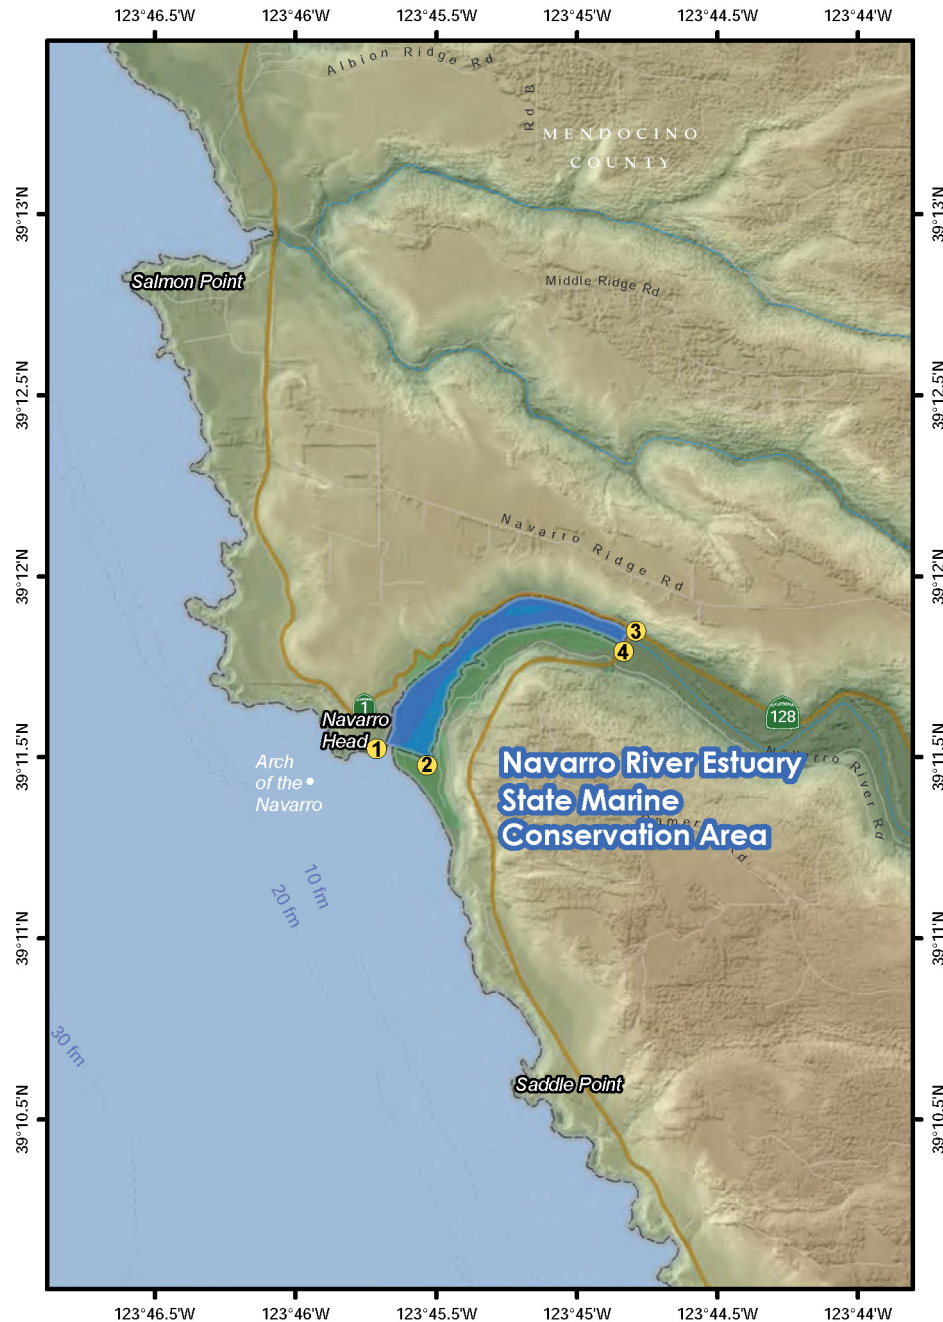 123°46.5'W 123°46'W 123°45.5'W 123°45'W 123°44.5'W 123°44'W
Albion Ridge Rd
Rd B
MENDOCINO
COUNTY
39°13'N 39°13'N
Salmon Point
Middle Ridge Rd
39°12.5'N 39°12.5'N
Navarro Ridge Rd
39°12'N 39°12'N
3
4
CALIFORNIA
1
CALIFORNIA
128
Navarro
Head
1
2
39°11.5'N 39°11.5'N
Navarro River Rd
Arch
of the
Navarro
Navarro River Estuary
State Marine
Conservation Area
10 fm
20 fm
39°11'N 39°11'N
30 fm
Saddle Point
39°10.5'N 39°10.5'N
123°46.5'W 123°46'W 123°45.5'W 123°45'W 123°44.5'W 123°44'W